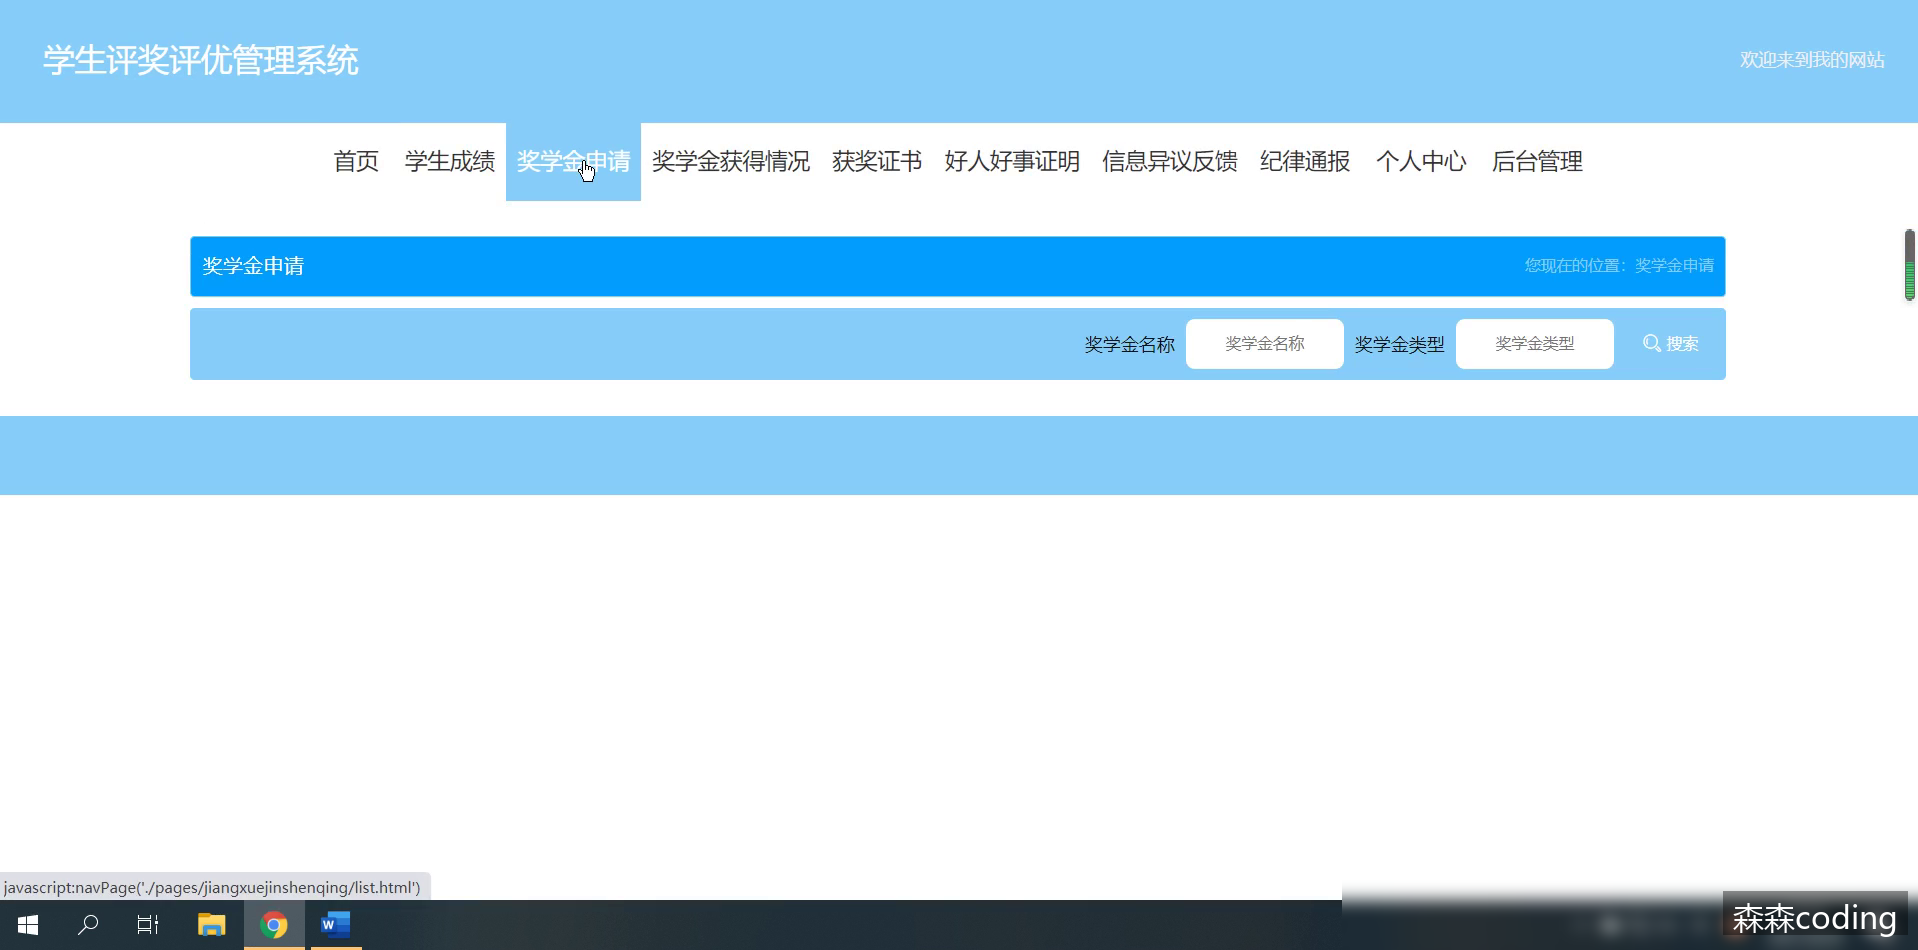 学生评奖评优管理系统
欢迎来到我的网站
首页 学生成绩 奖学金申请 奖学金获得情况 获奖证书 好人好事证明 信息异议反馈 纪律通报 个人中心 后台管理
奖学金申请
您现在的位置：奖学金申请
奖学金名称 奖学金名称 奖学金类型 奖学金类型 搜索
javascript:navPage('./pages/jiangxuejinshenqing/list.html')
W
森森coding